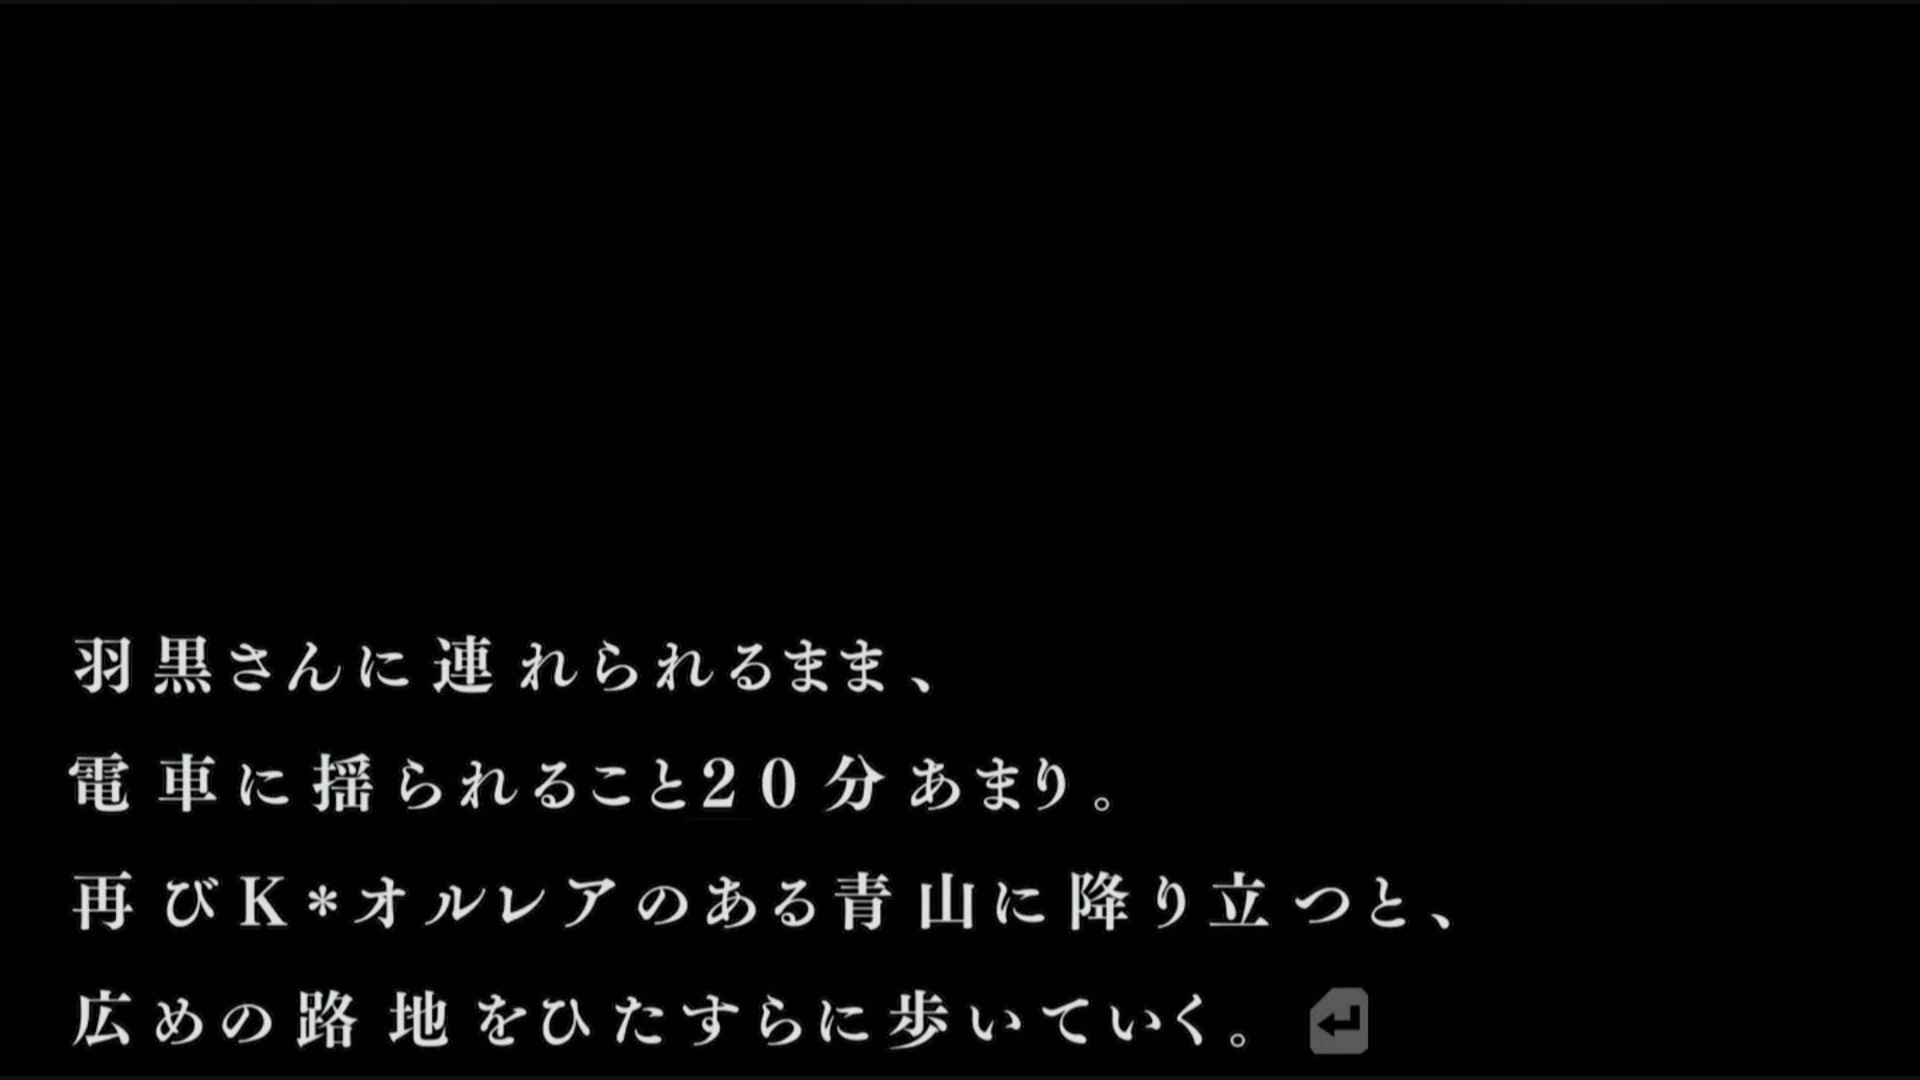 羽黒さんに連れられるまま、
電車に揺られること20分あまり。
再びK*オルレアのある青山に降り立つと、
広めの路地をひたすらに歩いていく。